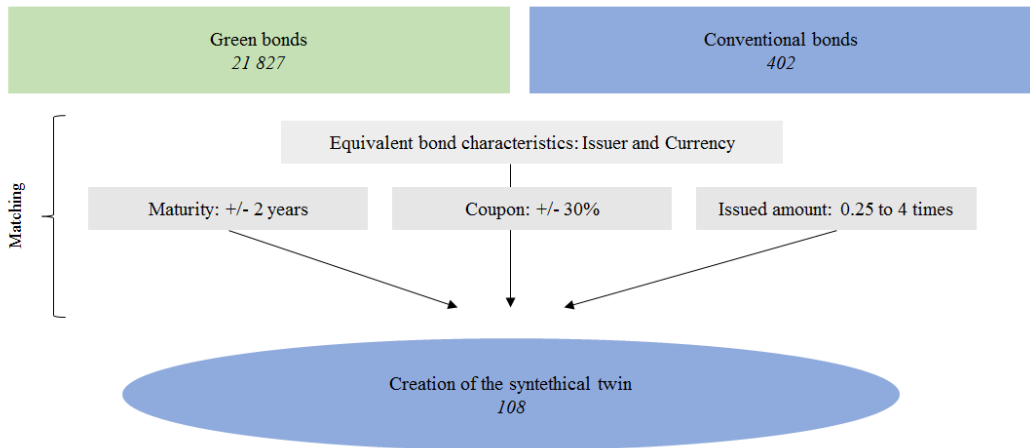 Green bonds
21 827
Conventional bonds
402
Matching
Equivalent bond characteristics: Issuer and Currency
Maturity: +/- 2 years
Coupon: +/- 30%
Issued amount: 0.25 to 4 times
Creation of the syntethical twin
108